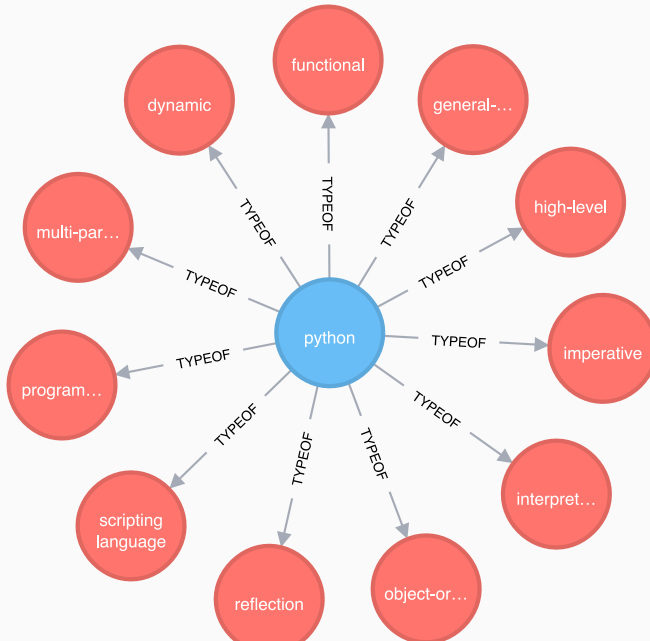 functional
dynamic
general-…
TYPEOF
TYPEOF
TYPEOF
high-level
multi-par…
TYPEOF
TYPEOF
python
TYPEOF
imperative
TYPEOF
program…
TYPEOF
TYPEOF
TYPEOF
TYPEOF
interpret…
scripting
language
object-or…
reflection